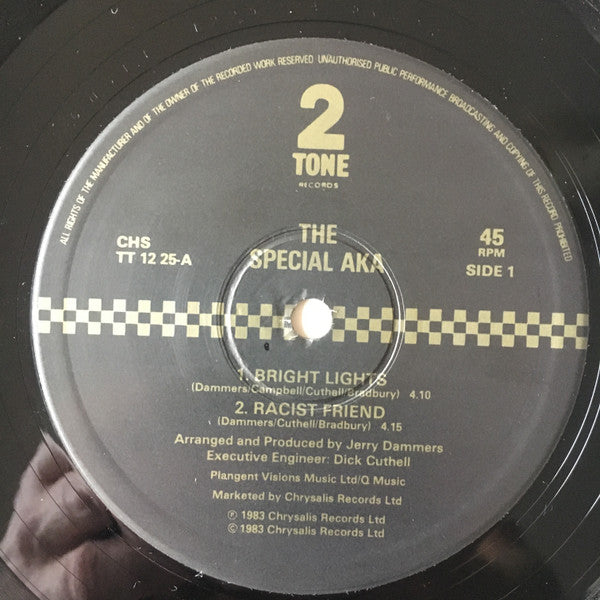 ALL RIGHTS OF THE MANUFACTURER AND OF THE OWNER OF THE RECORDED WORK RESERVED UNAUTHORISED PUBLIC PERFORMANCE BROADCASTING AND COPYING OF THIS RECORD PROHIBITED
2
TONE
RECORDS
CHS
TT 12 25-A
THE
SPECIAL AKA
45
RPM
SIDE 1
1. BRIGHT LIGHTS
(Dammers/Campbell/Cuthell/Bradbury) 4.10
2. RACIST FRIEND
(Dammers/Cuthell/Bradbury) 4.15
Arranged and Produced by Jerry Dammers
Executive Engineer: Dick Cuthell
Plangent Visions Music Ltd/Q Music
Marketed by Chrysalis Records Ltd
℗ 1983 Chrysalis Records Ltd
© 1983 Chrysalis Records Ltd